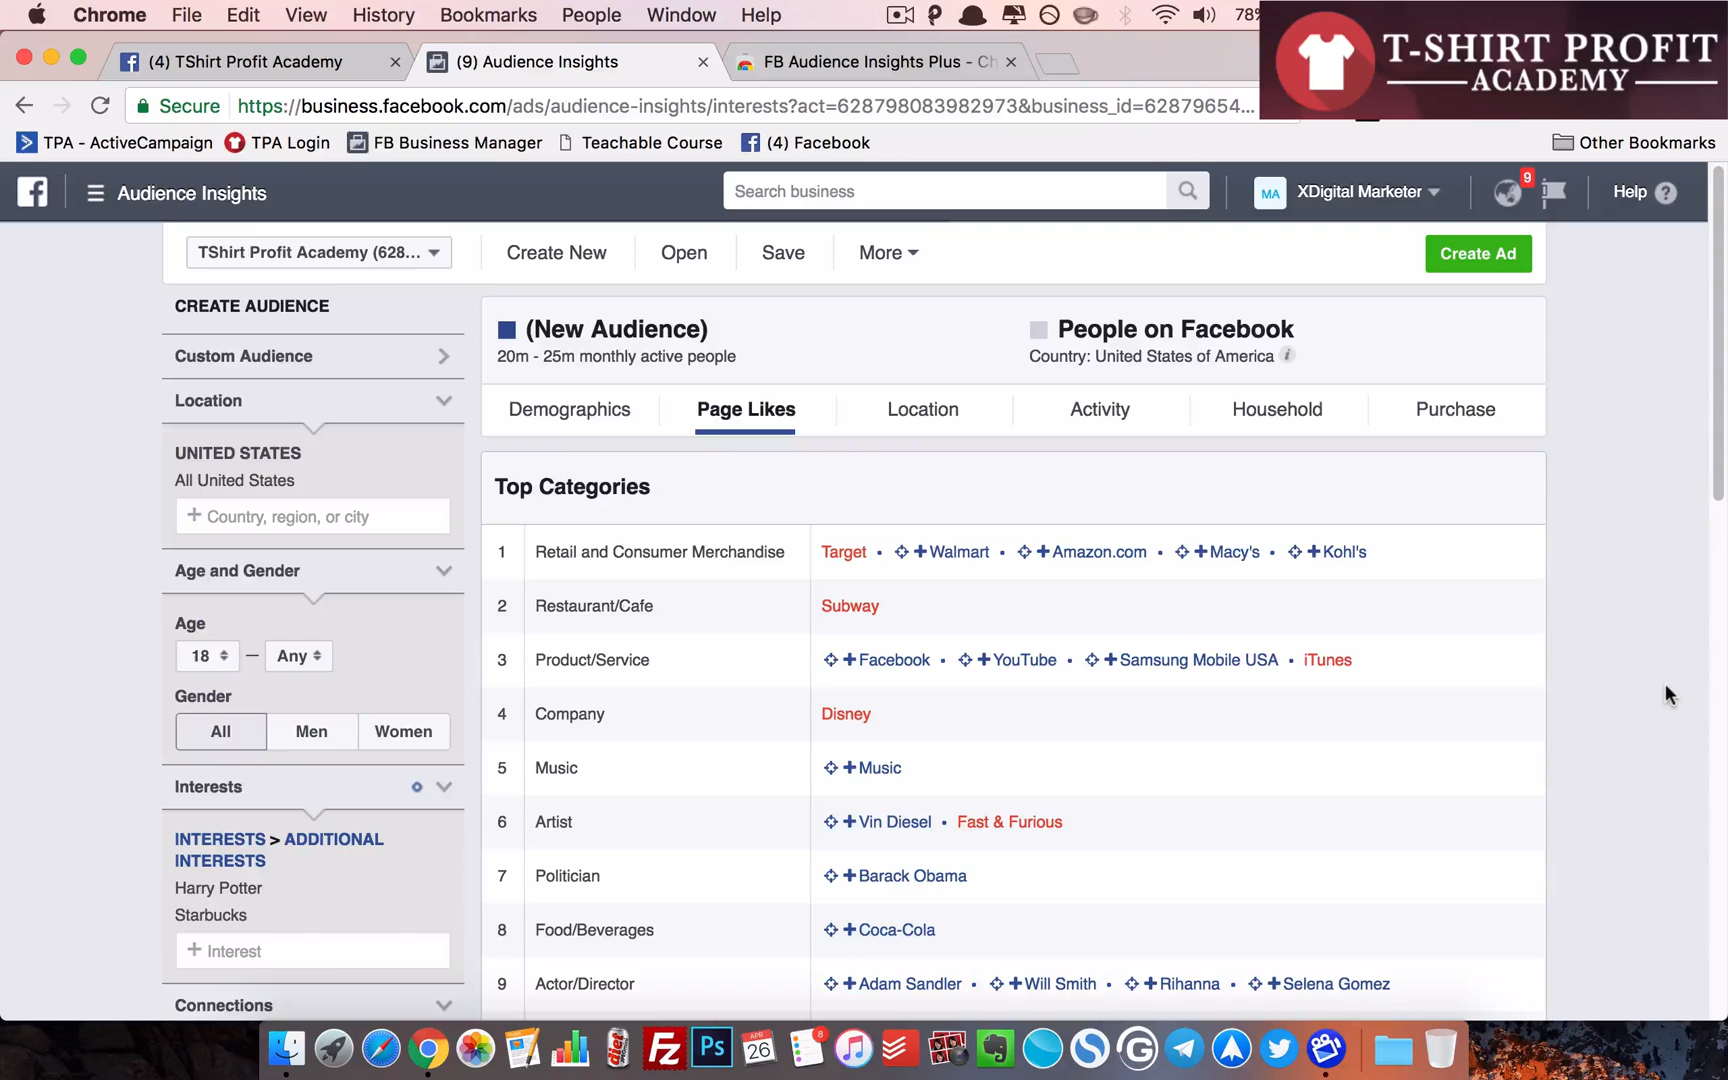 Chrome File Edit View History Bookmarks People Window Help 78%
T-SHIRT PROFIT
ACADEMY
(4) TShirt Profit Academy (9) Audience Insights FB Audience Insights Plus - Ch
Secure https://business.facebook.com/ads/audience-insights/interests?act=628798083982973&business_id=62879654...
TPA - ActiveCampaign TPA Login FB Business Manager Teachable Course (4) Facebook Other Bookmarks
Audience Insights Search business MA XDigital Marketer 9 Help ?
TShirt Profit Academy (628... Create New Open Save More Create Ad
CREATE AUDIENCE
Custom Audience
Location
UNITED STATES
All United States
+ Country, region, or city
Age and Gender
Age
18 — Any
Gender
All Men Women
Interests
INTERESTS > ADDITIONAL
INTERESTS
Harry Potter
Starbucks
+ Interest
Connections
(New Audience)
20m - 25m monthly active people
People on Facebook
Country: United States of America i
Demographics Page Likes Location Activity Household Purchase
Top Categories
1 Retail and Consumer Merchandise Target • +Walmart • +Amazon.com • +Macy's • +Kohl's
2 Restaurant/Cafe Subway
3 Product/Service +Facebook • +YouTube • +Samsung Mobile USA • iTunes
4 Company Disney
5 Music +Music
6 Artist +Vin Diesel • Fast & Furious
7 Politician +Barack Obama
8 Food/Beverages +Coca-Cola
9 Actor/Director +Adam Sandler • +Will Smith • +Rihanna • +Selena Gomez
diet Fz Ps APR 26 8 G